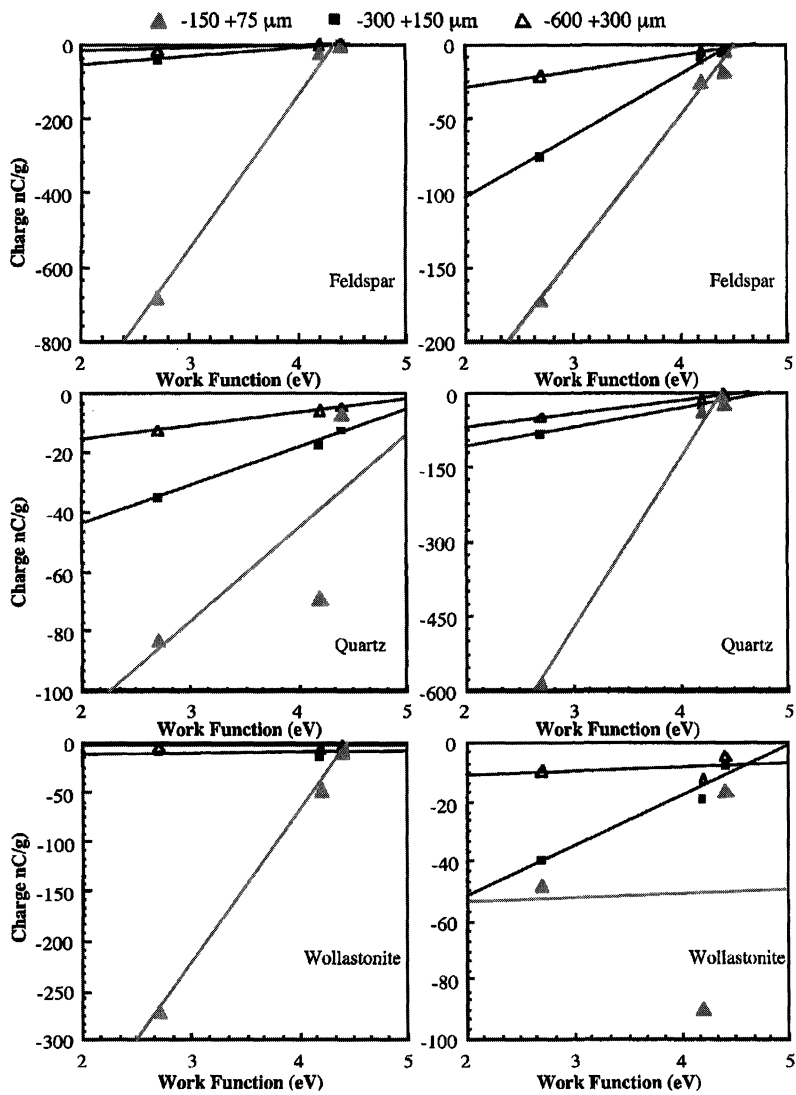 -150 +75 μm -300 +150 μm -600 +300 μm
0
-200
-400
-600
-800
Charge nC/g
Feldspar
2 3 4 5
Work Function (eV)
0
-50
-100
-150
-200
Feldspar
2 3 4 5
Work Function (eV)
0
-20
-40
-60
-80
-100
Charge nC/g
Quartz
2 3 4 5
Work Function (eV)
0
-150
-300
-450
-600
Quartz
2 3 4 5
Work Function (eV)
0
-50
-100
-150
-200
-250
-300
Charge nC/g
Wollastonite
2 3 4 5
Work Function (eV)
0
-20
-40
-60
-80
-100
Wollastonite
2 3 4 5
Work Function (eV)